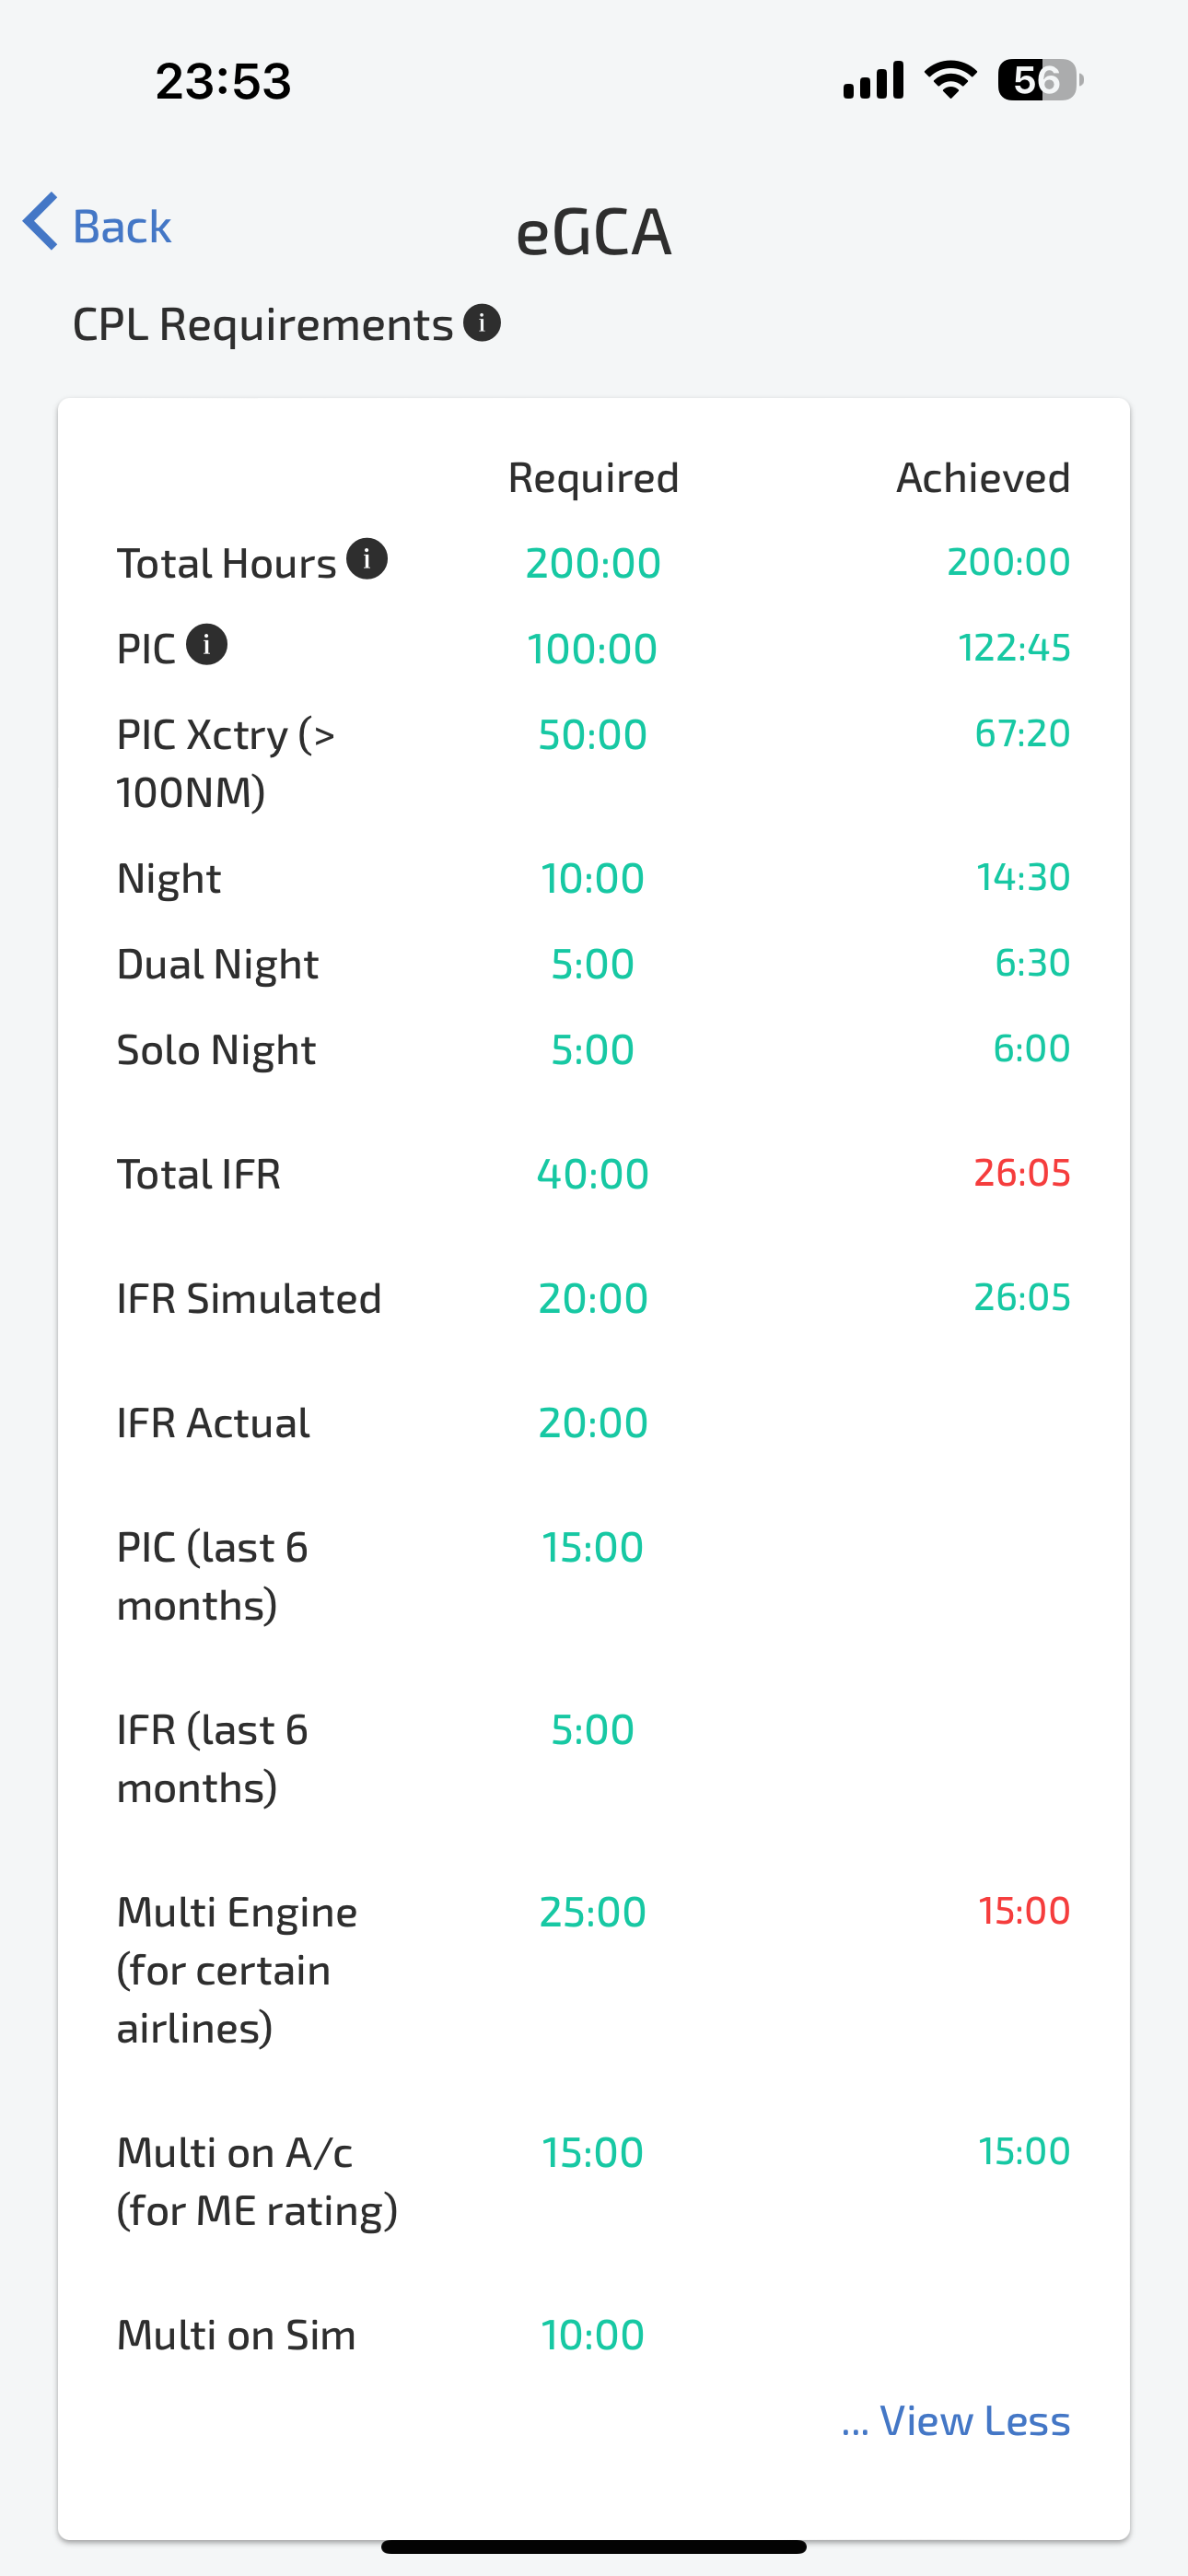 23:53
56
Back
eGCA
CPL Requirements i
Required Achieved
Total Hours i 200:00 200:00
PIC i 100:00 122:45
PIC Xctry (> 50:00 67:20
100NM)
Night 10:00 14:30
Dual Night 5:00 6:30
Solo Night 5:00 6:00
Total IFR 40:00 26:05
IFR Simulated 20:00 26:05
IFR Actual 20:00
PIC (last 6 15:00
months)
IFR (last 6 5:00
months)
Multi Engine 25:00 15:00
(for certain
airlines)
Multi on A/c 15:00 15:00
(for ME rating)
Multi on Sim 10:00
... View Less